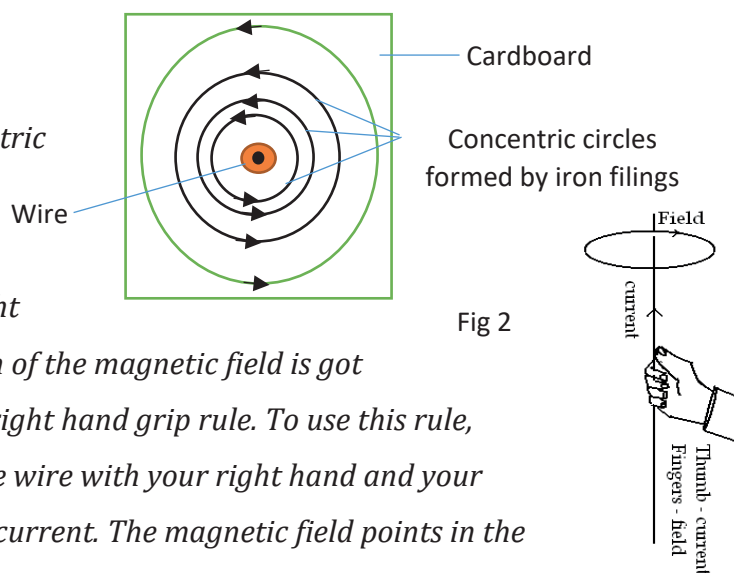 Cardboard
tric
Concentric circles
formed by iron filings
Wire
Field
nt
current
Fig 2
n of the magnetic field is got
right hand grip rule. To use this rule,
e wire with your right hand and your
current. The magnetic field points in the
Thumb - current
Fingers - field